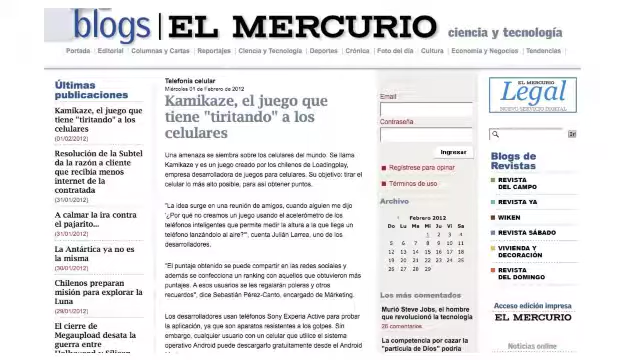 blogs EL MERCURIO ciencia y tecnología
Portada Editorial Columnas y Cartas Reportajes Ciencia y Tecnología Deportes Crónica Foto del día Cultura Economía y Negocios Tendencias
Últimas
publicaciones
Kamikaze, el juego que
tiene "tiritando" a los
celulares
(01/02/2012)
Resolución de la Subtel
da la razón a cliente
que recibía menos
internet de la
contratada
(31/01/2012)
A calmar la ira contra
el pajarito...
(31/01/2012)
La Antártica ya no es
la misma
(30/01/2012)
Chilenos preparan
misión para explorar la
Luna
(29/01/2012)
El cierre de
Megaupload desata la
guerra entre
Hollywood y Silicon
Telefonía celular
Miércoles 01 de Febrero de 2012
Kamikaze, el juego que
tiene "tiritando" a los
celulares
Una amenaza se siembra sobre los celulares del mundo. Se llama
Kamikaze y es un juego creado por los chilenos de Loadingplay,
empresa desarrolladora de juegos para celulares. Su objetivo: tirar el
celular lo más alto posible, para así obtener puntos.
"La idea surge en una reunión de amigos, cuando alguien me dijo
'¿Por qué no creamos un juego usando el acelerómetro de los
teléfonos inteligentes que permite medir la altura a la que llega un
teléfono lanzándolo al aire?'", cuenta Julián Larrea, uno de los
desarrolladores.
"El puntaje obtenido se puede compartir en las redes sociales y
además se confecciona un ranking con aquellos que obtuvieron más
puntajes. A esos usuarios se les regalarán poleras y otros
recuerdos", dice Sebastián Pérez-Canto, encargado de Márketing.
Los desarrolladores usan teléfonos Sony Experia Active para probar
la aplicación, ya que son aparatos resistentes a los golpes. Sin
embargo, cualquier usuario con un celular que utilice el sistema
operativo Android puede descargarlo gratuitamente desde el Android
Email
Contraseña
Ingresar
Regístrese para opinar
Términos de uso
Archivo
Febrero 2012
Do Lu Ma Mi Ju Vi Sa
1 2 3 4
5 6 7 8 9 10 11
12 13 14 15 16 17 18
19 20 21 22 23 24 25
26 27 28 29
Los más comentados
Murió Steve Jobs, el hombre
que revolucionó la tecnología
26 comentarios
La competencia por cazar la
"partícula de Dios" podría
EL MERCURIO
Legal
NUEVO SERVICIO DIGITAL
Ir
Blogs de
Revistas
REVISTA
DEL CAMPO
REVISTA YA
WIKEN
REVISTA SÁBADO
VIVIENDA Y
DECORACIÓN
REVISTA
DEL DOMINGO
Acceso edición impresa
EL MERCURIO
Noticias online